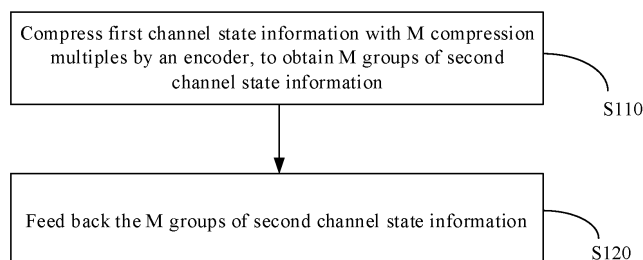 Compress first channel state information with M compression
multiples by an encoder, to obtain M groups of second
channel state information
S110
Feed back the M groups of second channel state information
S120